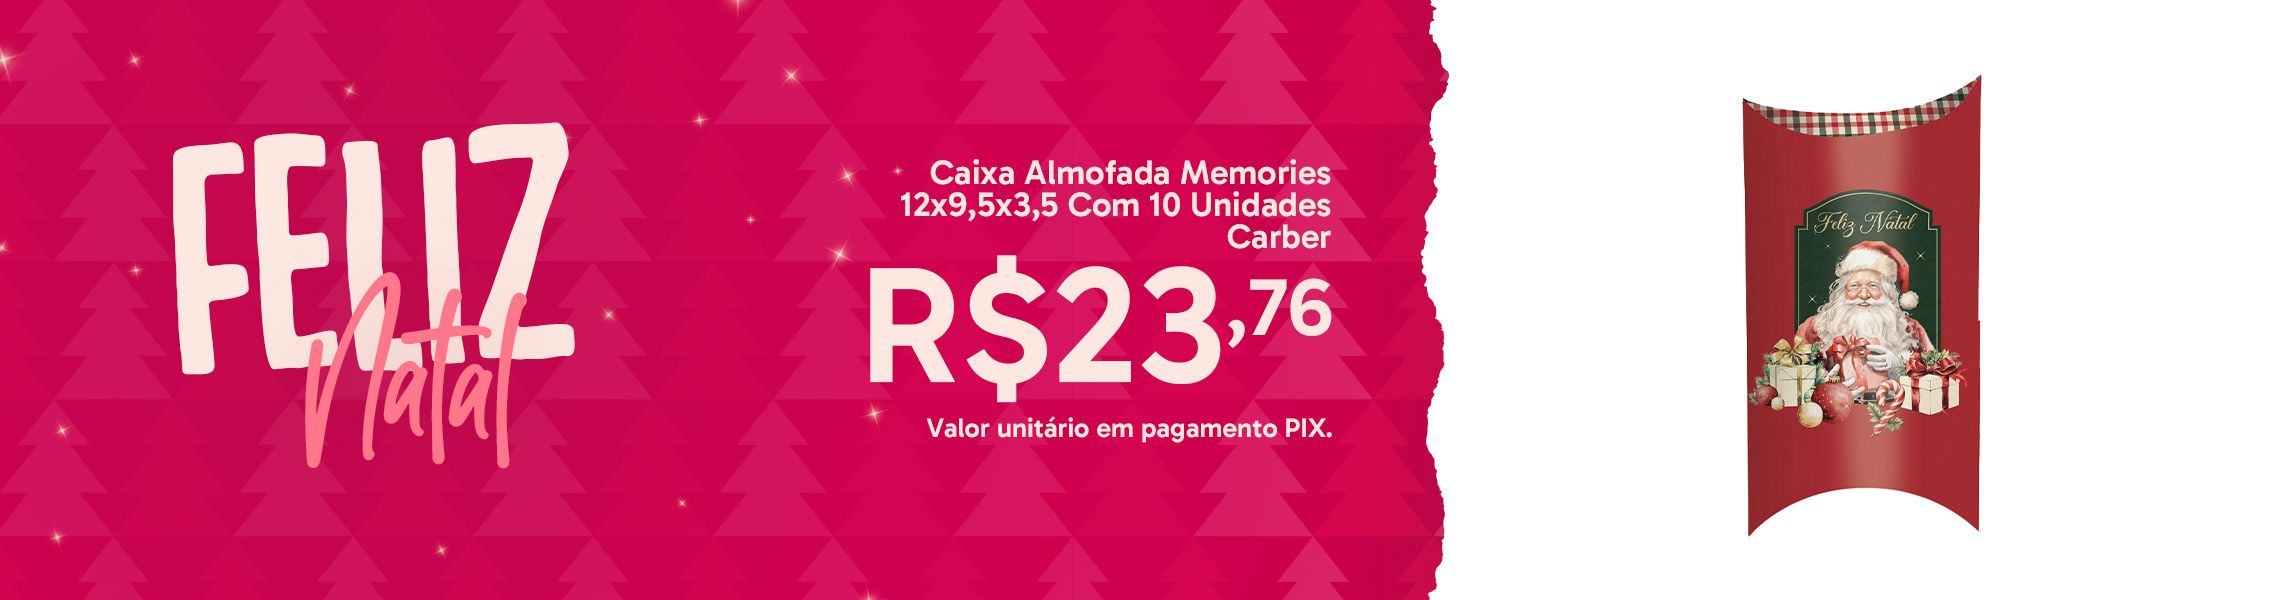 FELIZ
Natal
Caixa Almofada Memories
12x9,5x3,5 Com 10 Unidades
Carber
R$23,76
Valor unitário em pagamento PIX.
Feliz Natal